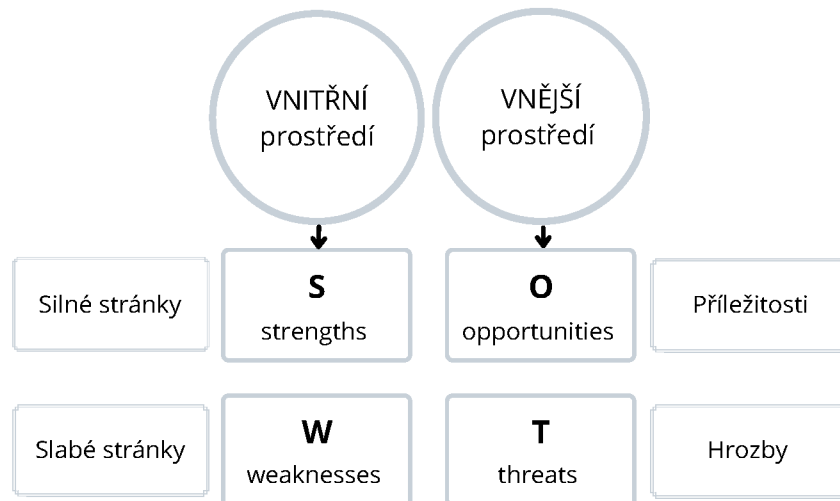 VNITŘNÍ
prostředí
VNĚJŠÍ
prostředí
Silné stránky
S
strengths
O
opportunities
Příležitosti
Slabé stránky
W
weaknesses
T
threats
Hrozby